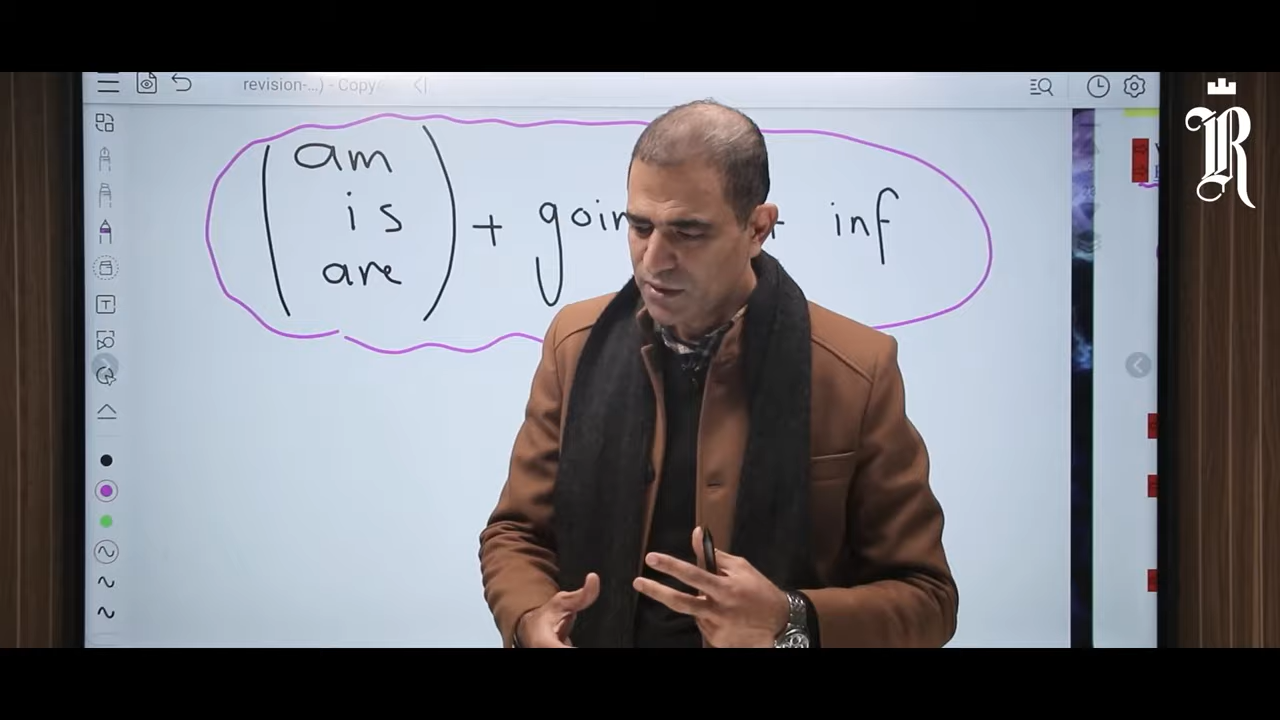 revision-...) - Copy
am
is + goin + inf
are
R